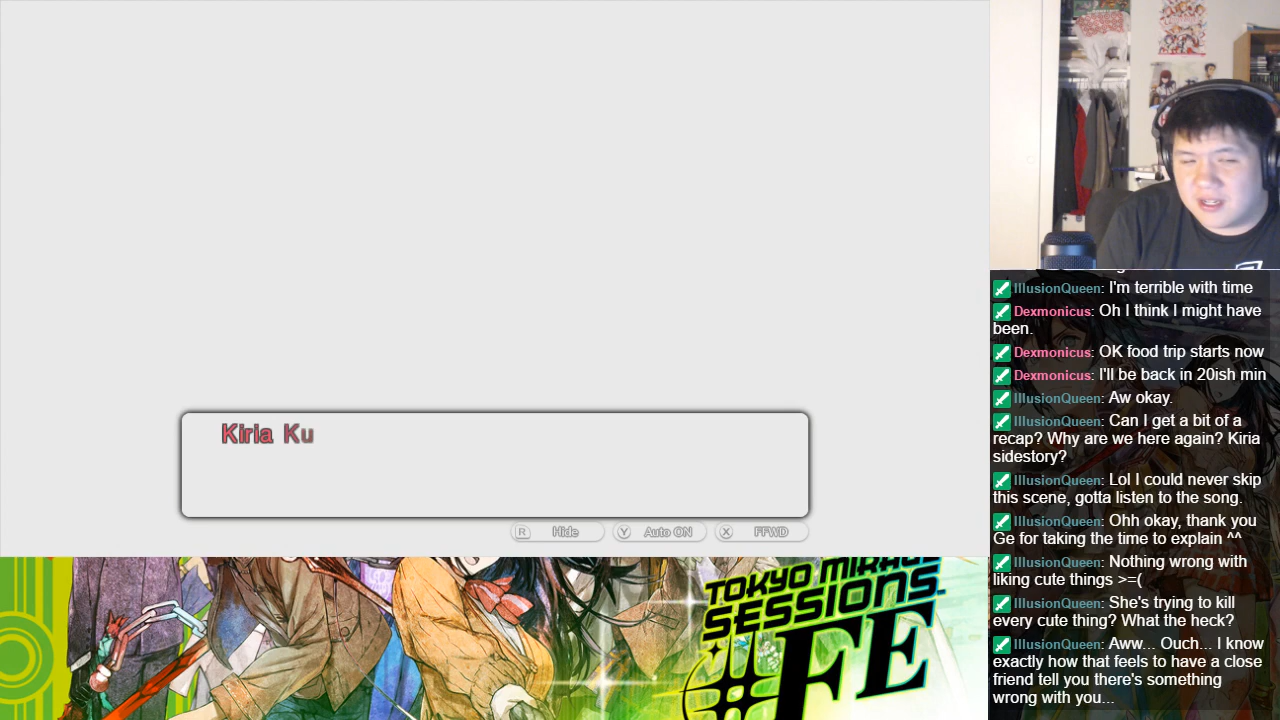 Kiria Ku
R Hide Y Auto ON X FFWD
TOKYO MIRAGE
SESSIONS
#FE
IllusionQueen: I'm terrible with time
Dexmonicus: Oh I think I might have
been.
Dexmonicus: OK food trip starts now
Dexmonicus: I'll be back in 20ish min
IllusionQueen: Aw okay.
IllusionQueen: Can I get a bit of a
recap? Why are we here again? Kiria
sidestory?
IllusionQueen: Lol I could never skip
this scene, gotta listen to the song.
IllusionQueen: Ohh okay, thank you
Ge for taking the time to explain ^^
IllusionQueen: Nothing wrong with
liking cute things >=(
IllusionQueen: She's trying to kill
every cute thing? What the heck?
IllusionQueen: Aww... Ouch... I know
exactly how that feels to have a close
friend tell you there's something
wrong with you...